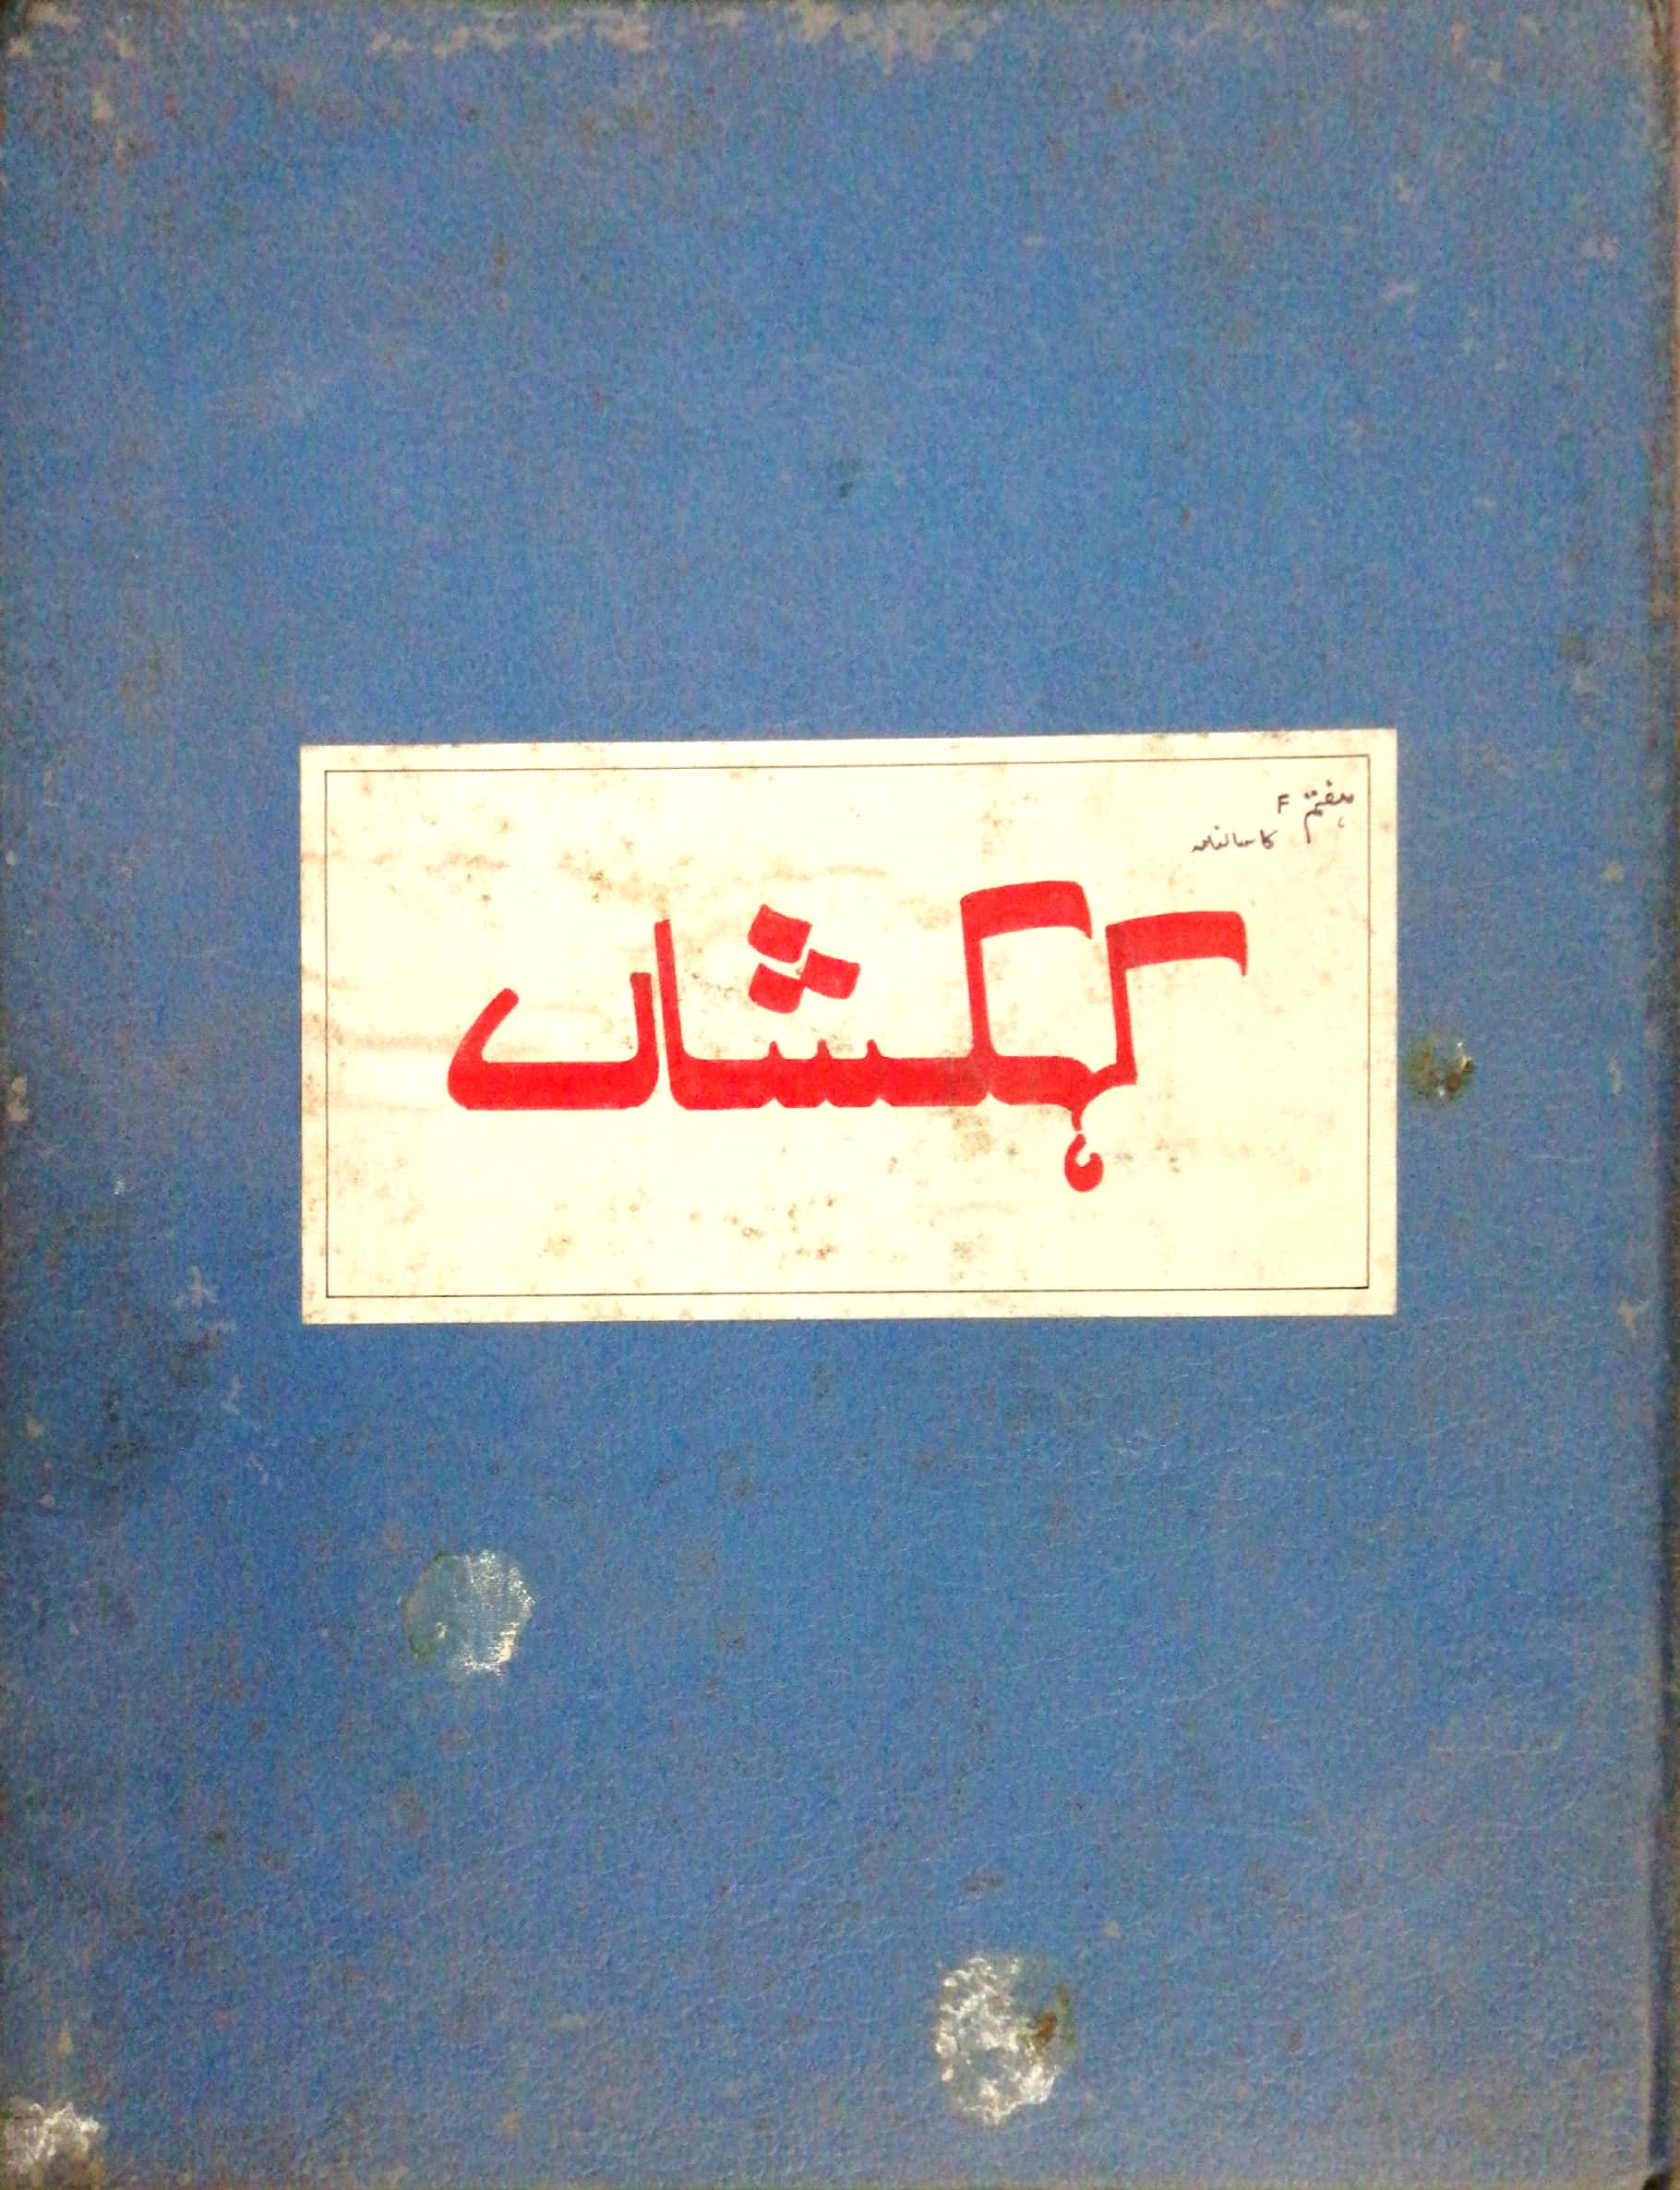 ہفتم F
کا سالنامہ
کہکشاں